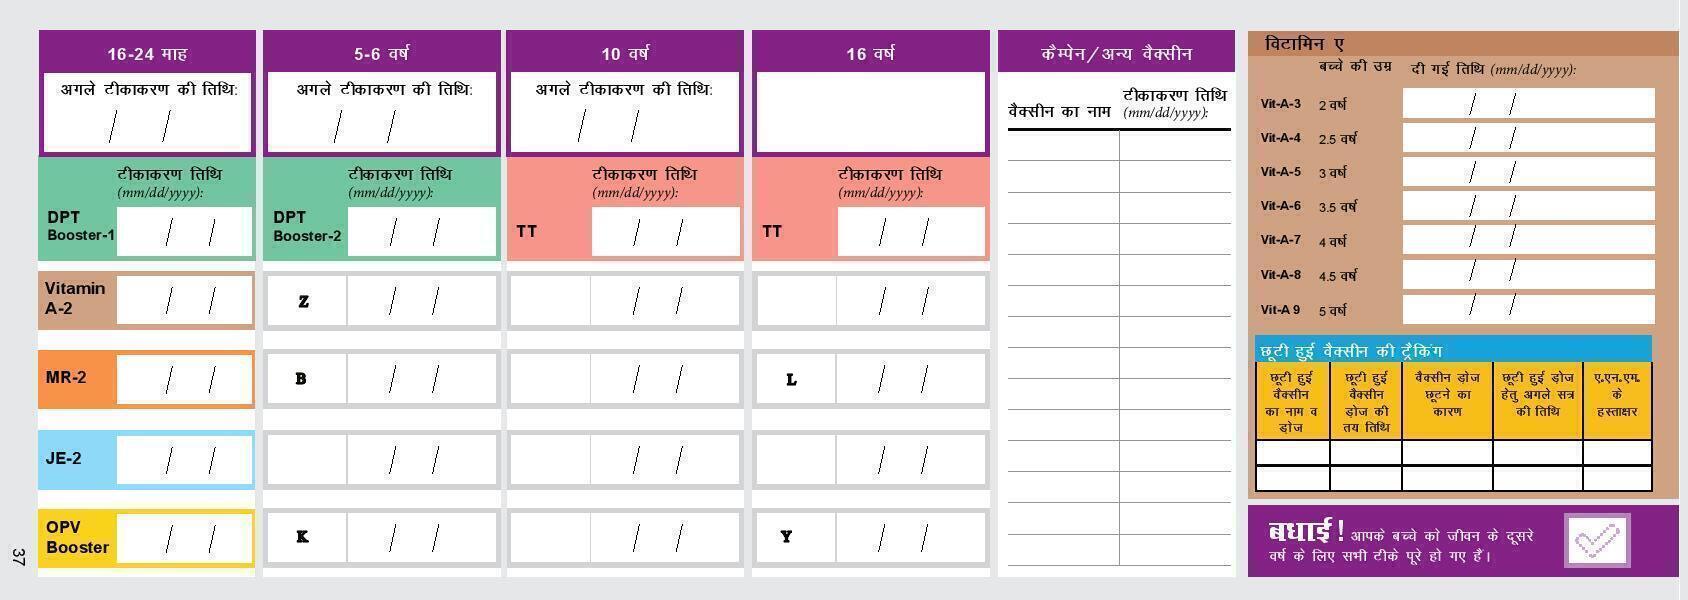 16-24 माह
अगले टीकाकरण की तिथि:
/ /
टीकाकरण तिथि
(mm/dd/yyyy):
DPT
Booster-1 / /
Vitamin
A-2 / /
MR-2 / /
JE-2 / /
OPV
Booster / /
5-6 वर्ष
अगले टीकाकरण की तिथि:
/ /
टीकाकरण तिथि
(mm/dd/yyyy):
DPT
Booster-2 / /
Z / /
B / /
/ /
K / /
10 वर्ष
अगले टीकाकरण की तिथि:
/ /
टीकाकरण तिथि
(mm/dd/yyyy):
TT / /
/ /
/ /
/ /
/ /
16 वर्ष
टीकाकरण तिथि
(mm/dd/yyyy):
TT / /
/ /
L / /
/ /
Y / /
कैम्पेन/अन्य वैक्सीन
वैक्सीन का नाम
टीकाकरण तिथि
(mm/dd/yyyy):
विटामिन ए
बच्चे की उम्र दी गई तिथि (mm/dd/yyyy):
Vit-A-3 2 वर्ष / /
Vit-A-4 2.5 वर्ष / /
Vit-A-5 3 वर्ष / /
Vit-A-6 3.5 वर्ष / /
Vit-A-7 4 वर्ष / /
Vit-A-8 4.5 वर्ष / /
Vit-A 9 5 वर्ष / /
छूटी हुई वैक्सीन की ट्रैकिंग
छूटी हुई
वैक्सीन
का नाम व
डोज
छूटी हुई
वैक्सीन
डोज की
तय तिथि
वैक्सीन डोज
छूटने का
कारण
छूटी हुई डोज
हेतु अगले सत्र
की तिथि
ए.एन.एम.
के
हस्ताक्षर
बधाई! आपके बच्चे को जीवन के दूसरे
वर्ष के लिए सभी टीके पूरे हो गए हैं।
37